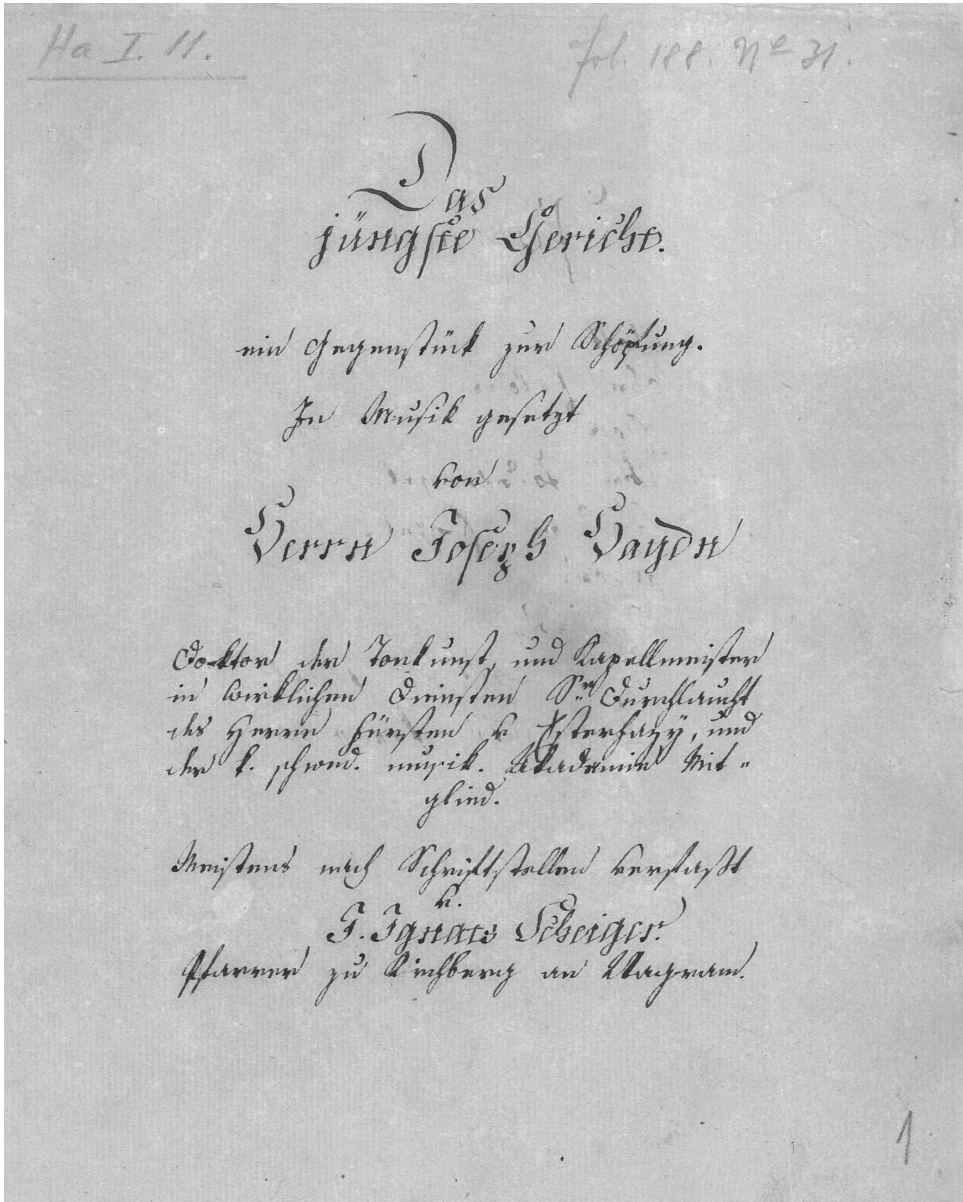 Ha I. 11.
fol. 188. No 31.
Das
jüngste Gericht.
ein Gegenstück zur Schöpfung.
In Musik gesetzt
von
Herrn Joseph Haydn
Doktor der Tonkunst, und Kapellmeister
in wirklichen Diensten Sr Durchlaucht
des Herrn Fürsten v Esterhazy, und
der k. schwed. musik. Akademie Mit-
glied.
Meistens nach Schriftstellen verfaßt
v.
J. Ignatz Scheiger.
Pfarrer zu Kirchberg am Wagram.
1